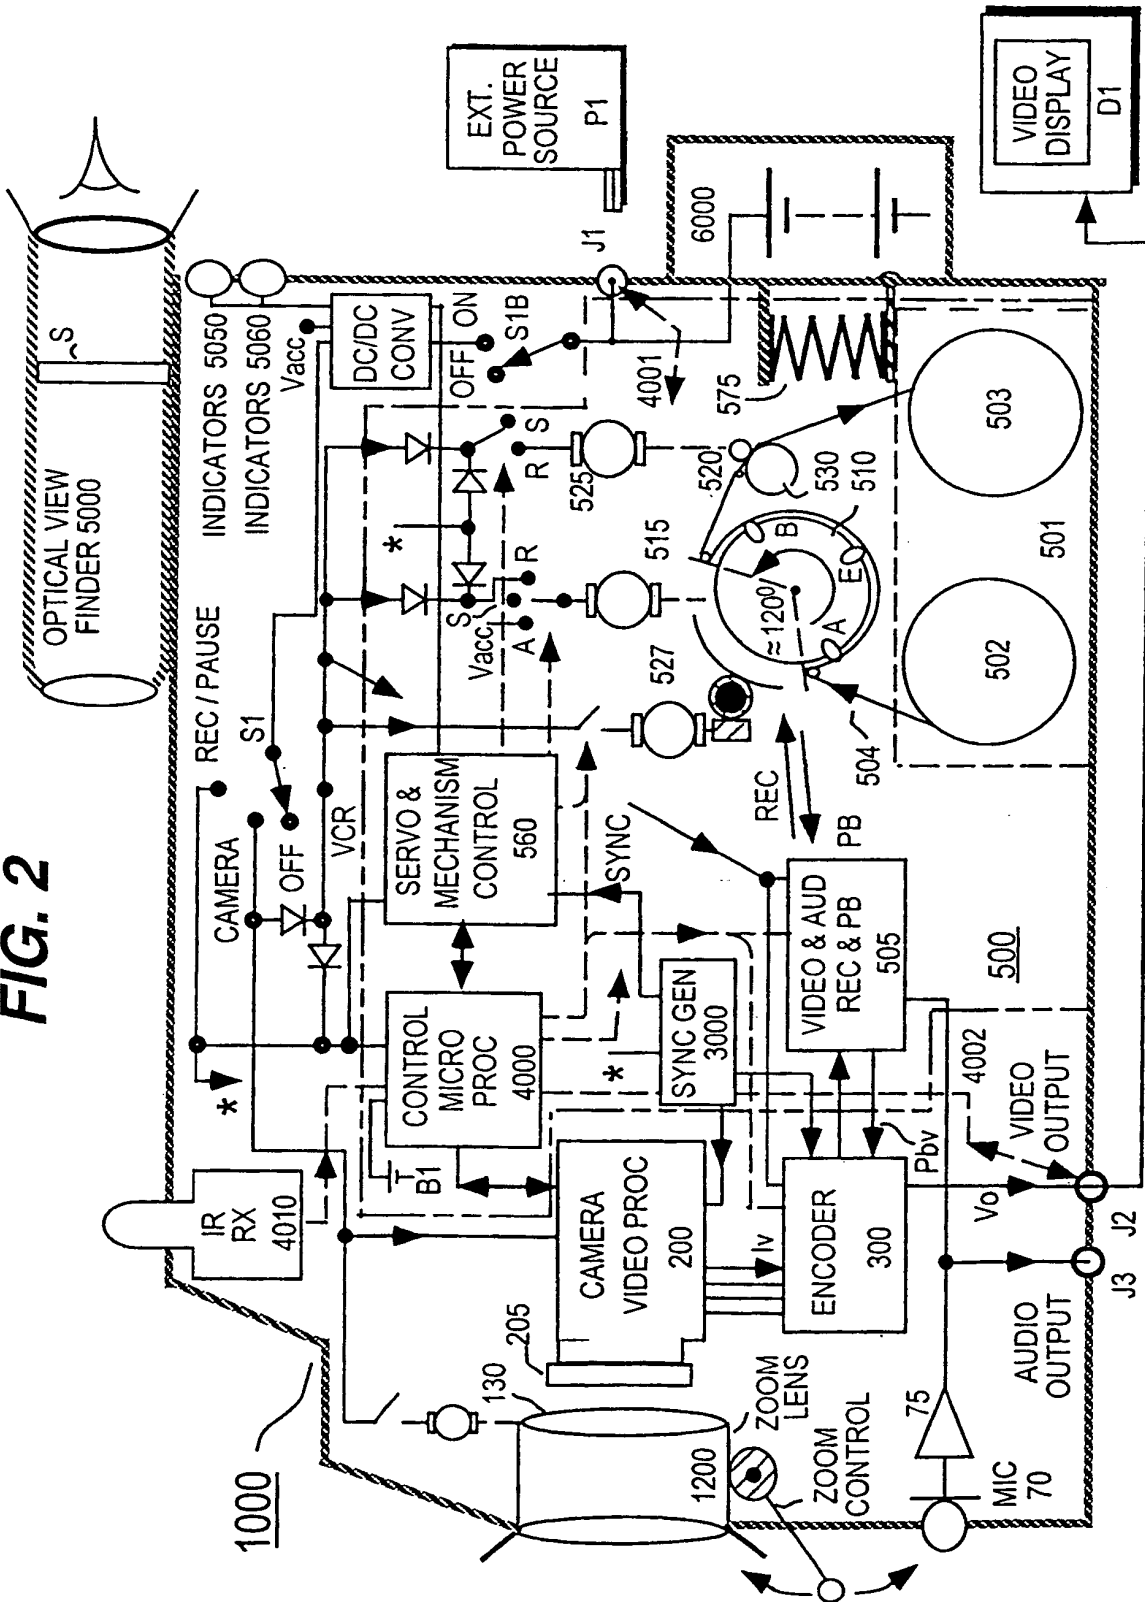 FIG. 2
OPTICAL VIEW
FINDER 5000
S
EXT.
POWER
SOURCE
P1
VIDEO
DISPLAY
D1
INDICATORS 5050
INDICATORS 5060
Vacc
DC/DC
CONV
OFF
ON
S1B
J1
6000
4001
REC / PAUSE
S1
CAMERA
OFF
VCR
*
*
*
S
R
S
Vacc
A
R
525
515
527
575
520
530
510
B
E
A
≈120°
503
502
501
504
SERVO &
MECHANISM
CONTROL
560
SYNC
REC
PB
IR
RX
4010
CONTROL
MICRO
PROC
4000
B1
SYNC GEN
3000
VIDEO & AUD
REC & PB
505
500
4002
VIDEO
OUTPUT
Pbv
Vo
J2
J3
AUDIO
OUTPUT
CAMERA
VIDEO PROC
200
Iv
ENCODER
300
205
130
ZOOM
LENS
1200
ZOOM
CONTROL
75
MIC
70
1000